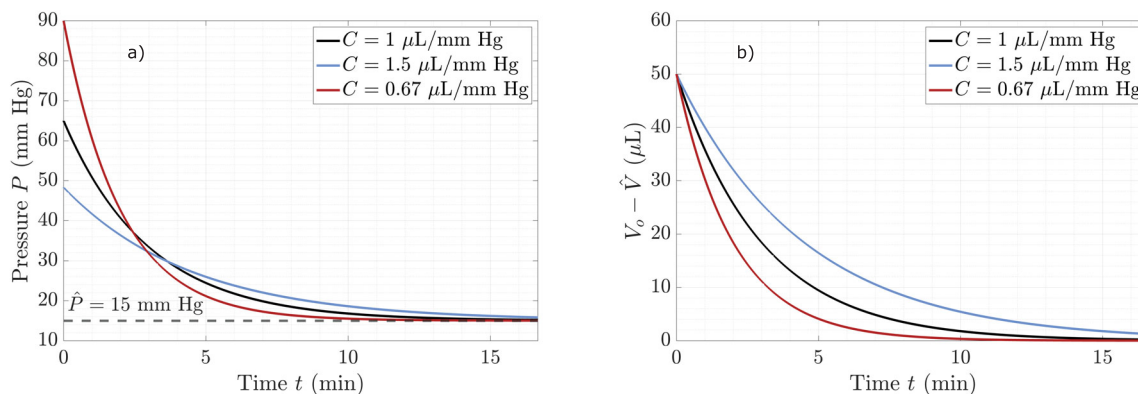 a)
C = 1 μL/mm Hg
C = 1.5 μL/mm Hg
C = 0.67 μL/mm Hg
90
80
70
60
50
40
30
20
10
Pressure P (mm Hg)
P̂ = 15 mm Hg
0
5
10
15
Time t (min)
b)
C = 1 μL/mm Hg
C = 1.5 μL/mm Hg
C = 0.67 μL/mm Hg
60
50
40
30
20
10
0
V_o − V̂ (μL)
0
5
10
15
Time t (min)